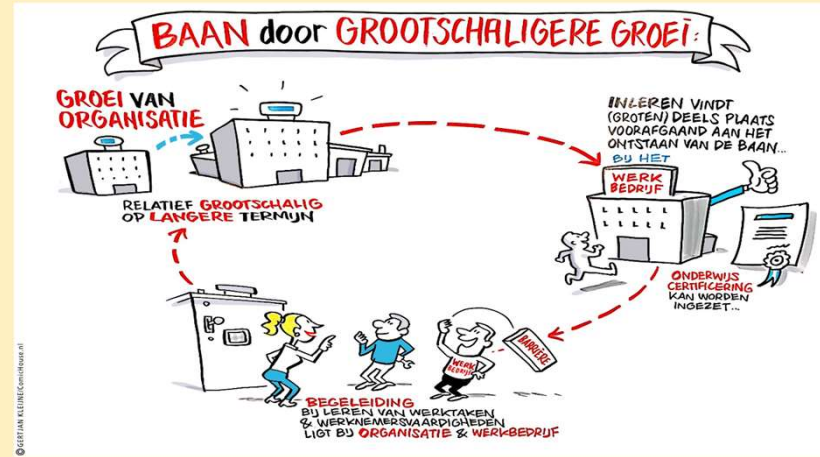 BAAN door GROOTSCHALIGERE GROEI:
GROEI VAN
ORGANISATIE
RELATIEF GROOTSCHALIG
OP LANGERE TERMIJN
INLEREN VINDT
(GROTEN) DEELS PLAATS
VOORAFGAAND AAN HET
ONTSTAAN VAN DE BAAN...
BIJ HET
WERK
BEDRIJF
ONDERWIJS
CERTIFICERING
KAN WORDEN
INGEZET...
BARRIÈRE
WERK
BEDRIJF
BEGELEIDING
BIJ LEREN VAN WERKTAKEN
& WERKNEMERSVAARDIGHEDEN
LIGT BIJ ORGANISATIE & WERKBEDRIJF
©GERTJAN KLEIJNE/ComicHouse.nl